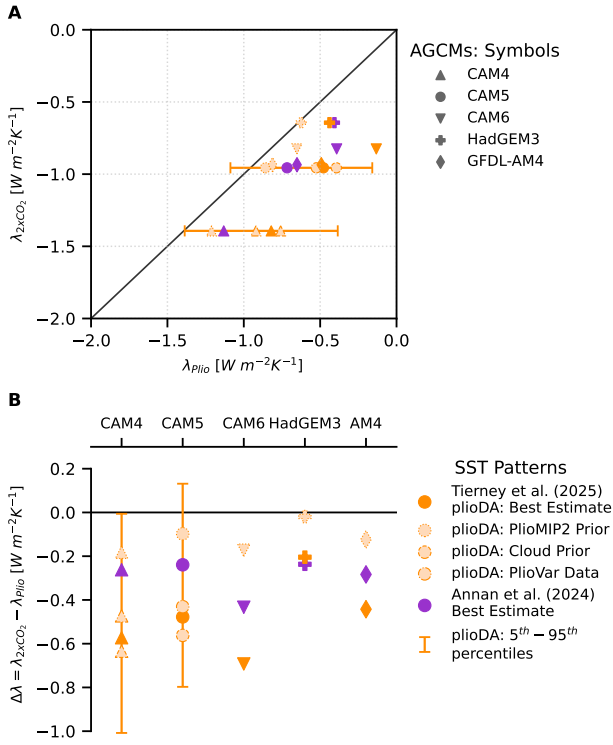 A
0.0
−0.5
−1.0
−1.5
−2.0
λ2xCO2 [W m−2K−1]
−2.0
−1.5
−1.0
−0.5
0.0
λPlio [W m−2K−1]
AGCMs: Symbols
CAM4
CAM5
CAM6
HadGEM3
GFDL-AM4
B
CAM4
CAM5
CAM6
HadGEM3
AM4
0.2
0.0
−0.2
−0.4
−0.6
−0.8
−1.0
Δλ = λ2xCO2 − λPlio [W m−2K−1]
SST Patterns
Tierney et al. (2025)
plioDA: Best Estimate
plioDA: PlioMIP2 Prior
plioDA: Cloud Prior
plioDA: PlioVar Data
Annan et al. (2024)
Best Estimate
plioDA: 5th − 95th
percentiles